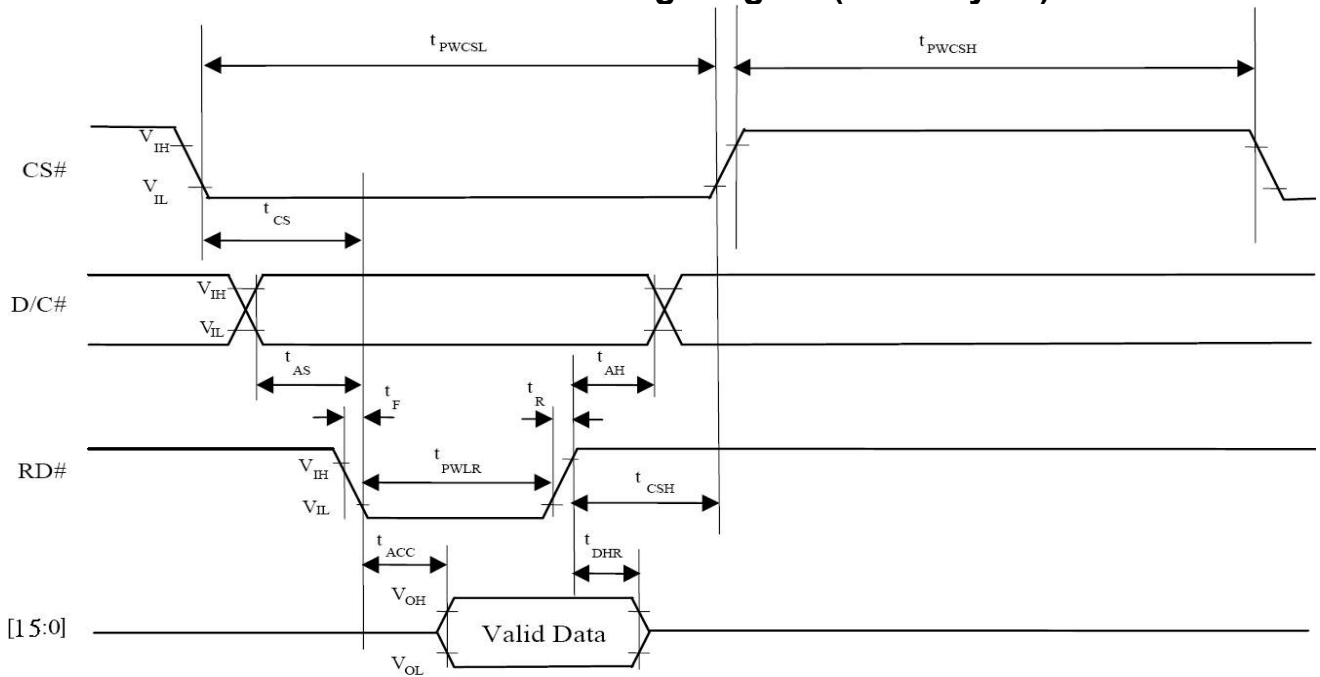 t PWCSL
t PWCSH
CS#
V IH
V IL
t CS
D/C#
V IH
V IL
t AS
t AH
t F
t R
RD#
V IH
V IL
t PWLR
t CSH
t ACC
t DHR
[15:0]
V OH
Valid Data
V OL